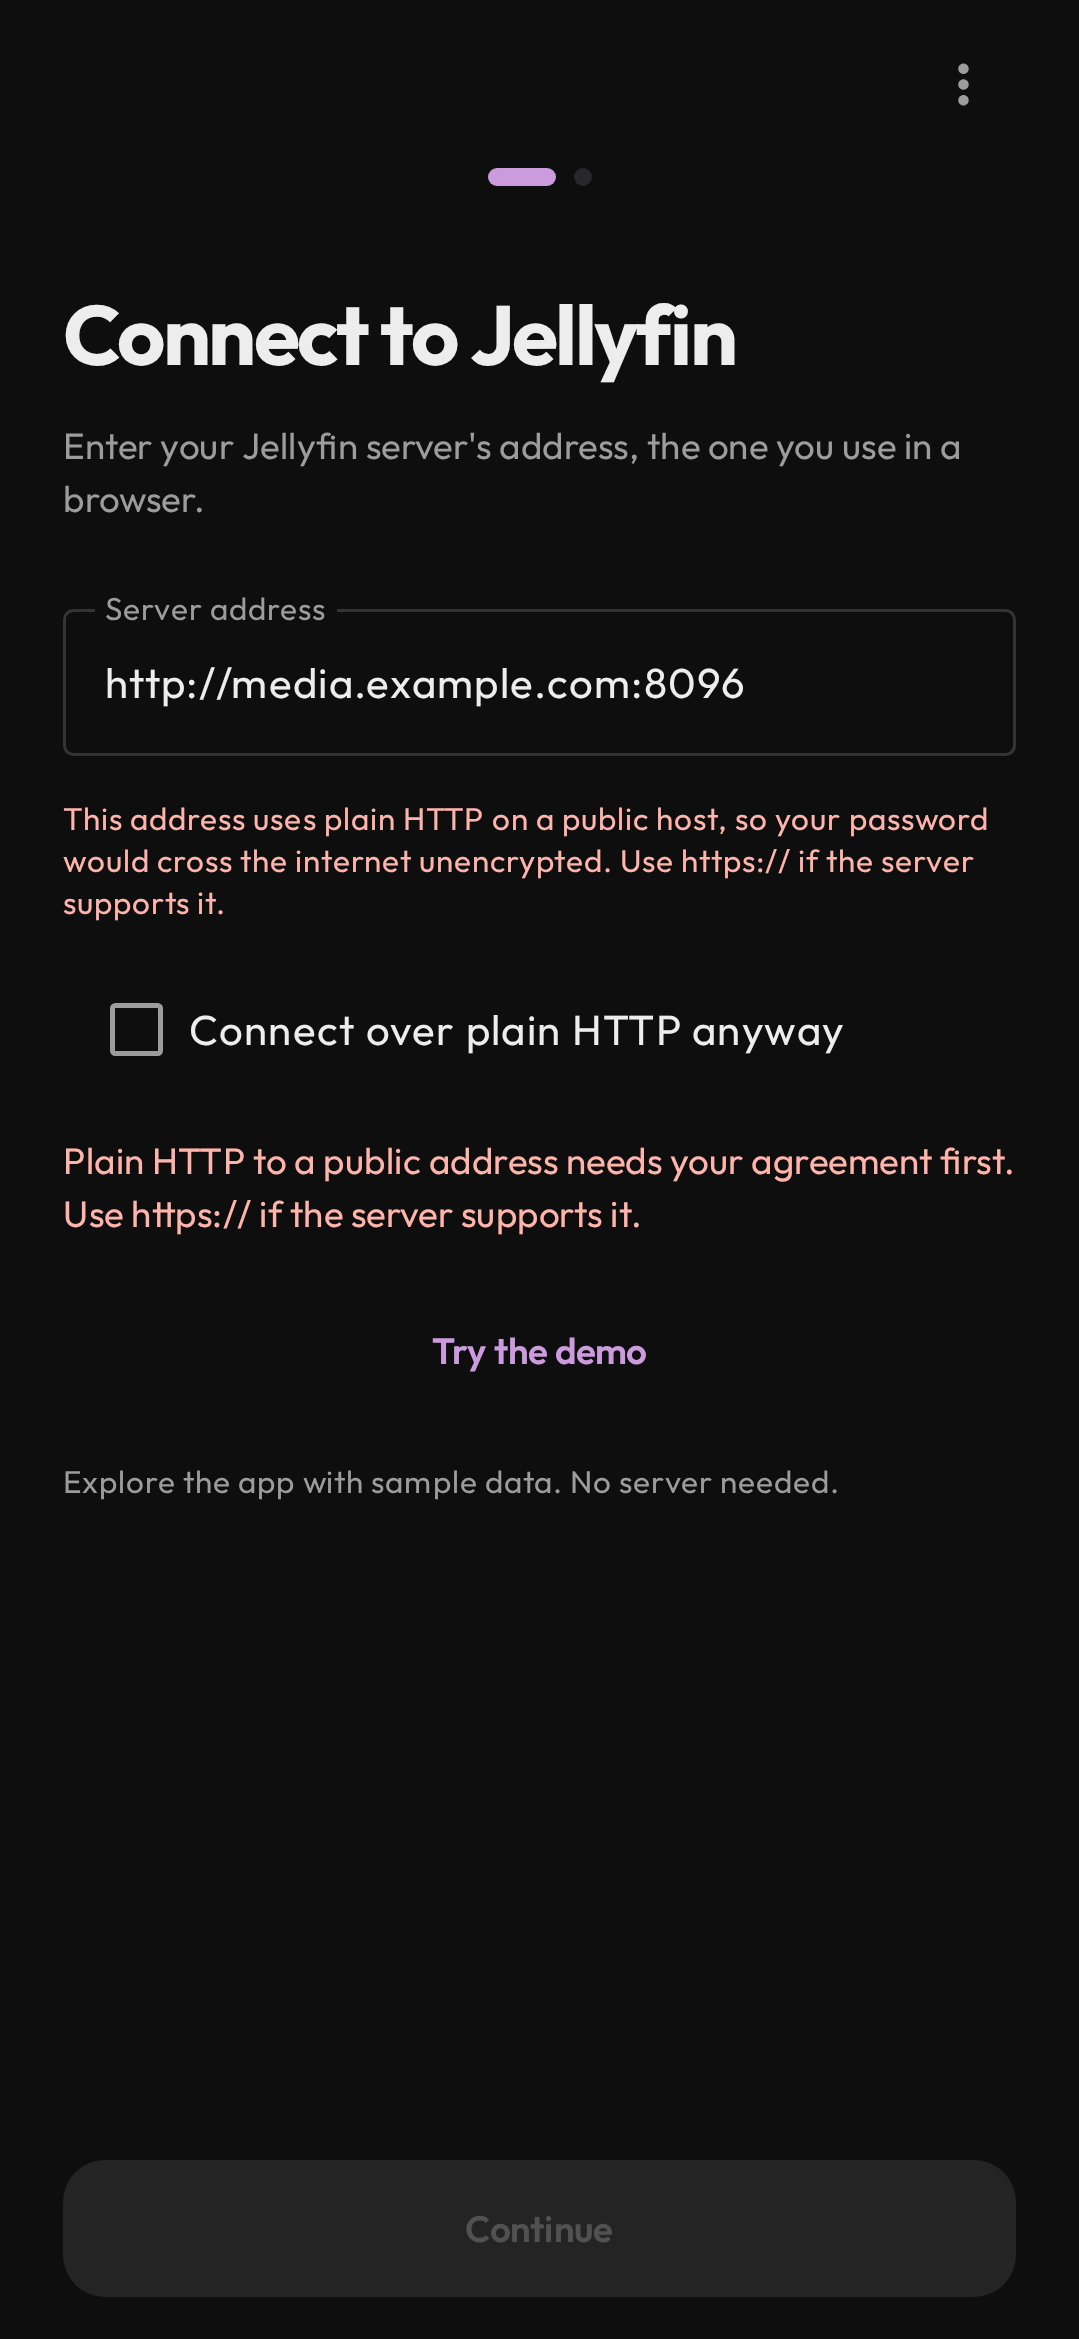 Connect to Jellyfin
Enter your Jellyfin server's address, the one you use in a
browser.
Server address
http://media.example.com:8096
This address uses plain HTTP on a public host, so your password
would cross the internet unencrypted. Use https:// if the server
supports it.
Connect over plain HTTP anyway
Plain HTTP to a public address needs your agreement first.
Use https:// if the server supports it.
Try the demo
Explore the app with sample data. No server needed.
Continue